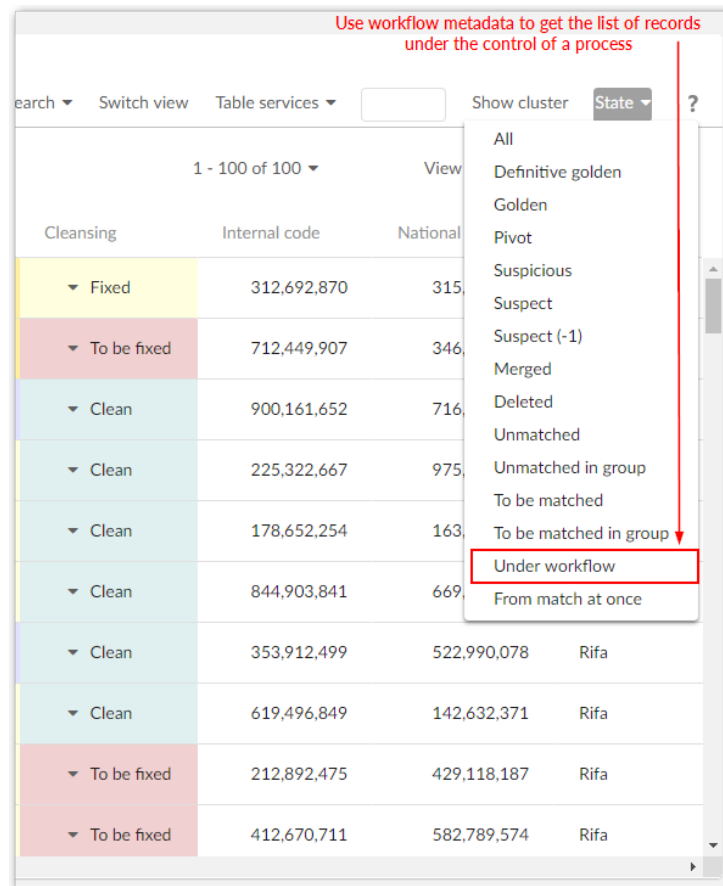 Use workflow metadata to get the list of records
under the control of a process
earch Switch view Table services Show cluster State ?
All
Definitive golden
Golden
Pivot
Suspicious
Suspect
Suspect (-1)
Merged
Deleted
Unmatched
Unmatched in group
To be matched
To be matched in group
Under workflow
From match at once
1 - 100 of 100 View
Cleansing Internal code National
Fixed 312,692,870 315,
To be fixed 712,449,907 346,
Clean 900,161,652 716,
Clean 225,322,667 975,
Clean 178,652,254 163,
Clean 844,903,841 669,
Clean 353,912,499 522,990,078 Rifa
Clean 619,496,849 142,632,371 Rifa
To be fixed 212,892,475 429,118,187 Rifa
To be fixed 412,670,711 582,789,574 Rifa